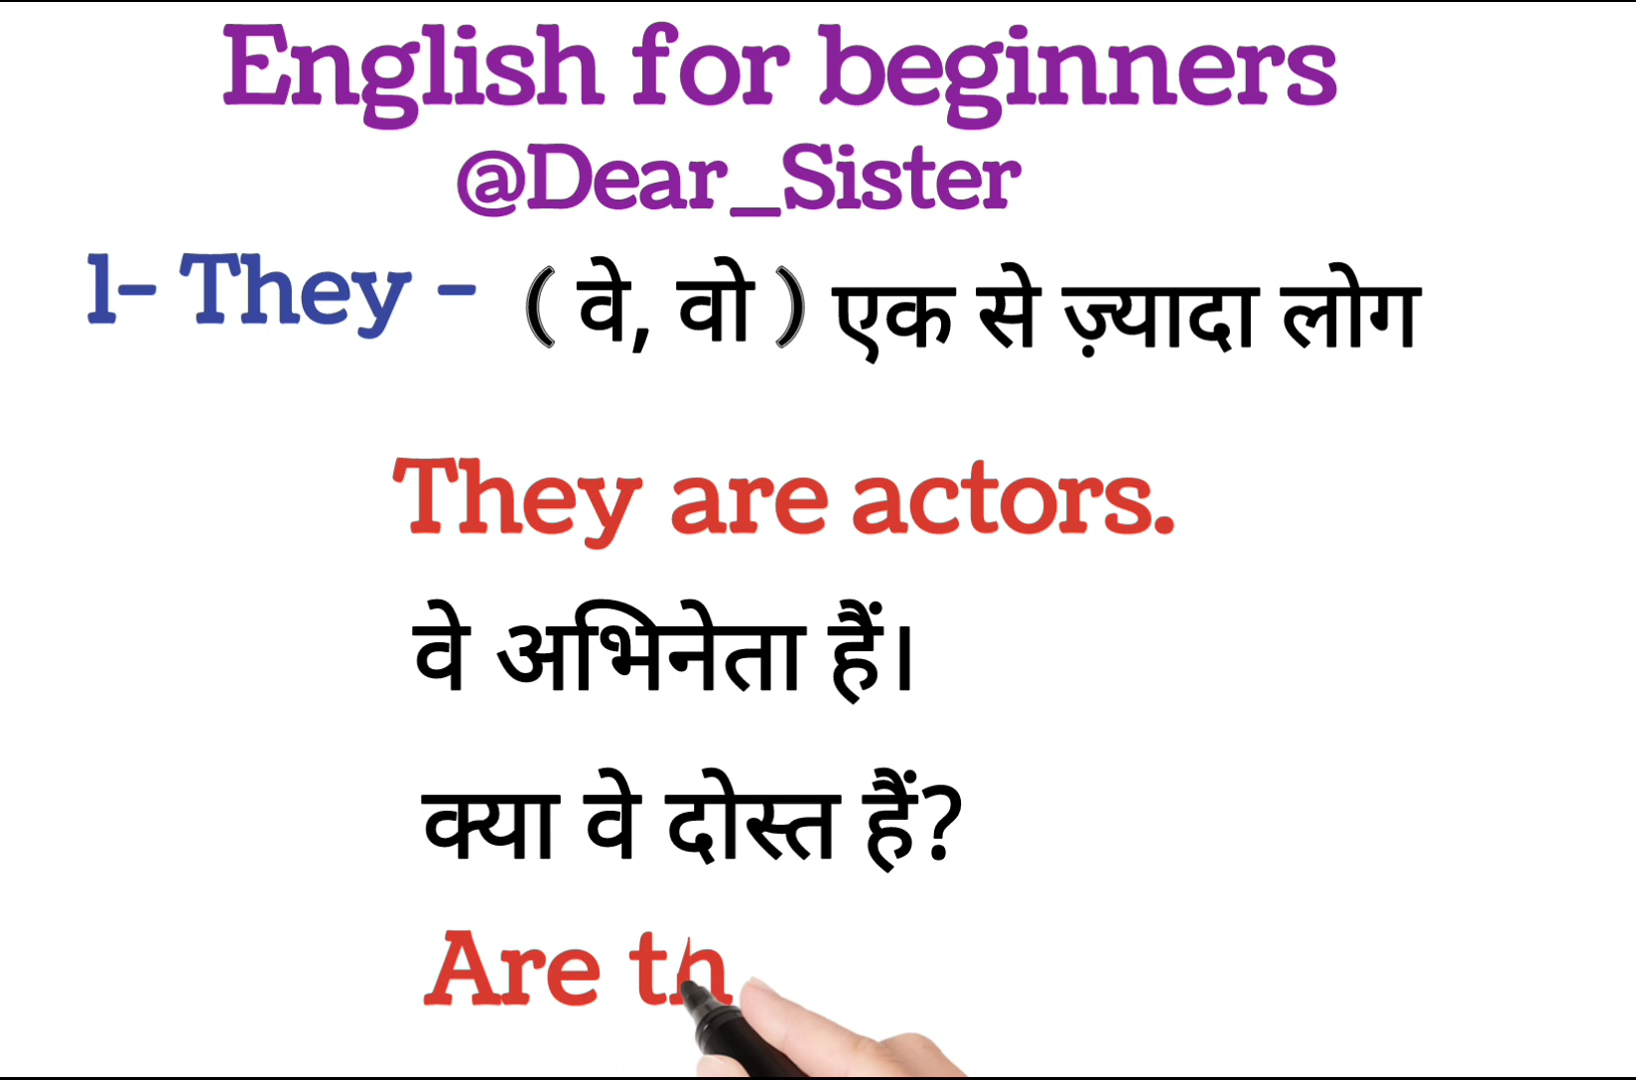 English for beginners
@Dear_Sister
1- They - ( वे, वो ) एक से ज़्यादा लोग
They are actors.
वे अभिनेता हैं।
क्या वे दोस्त हैं?
Are th